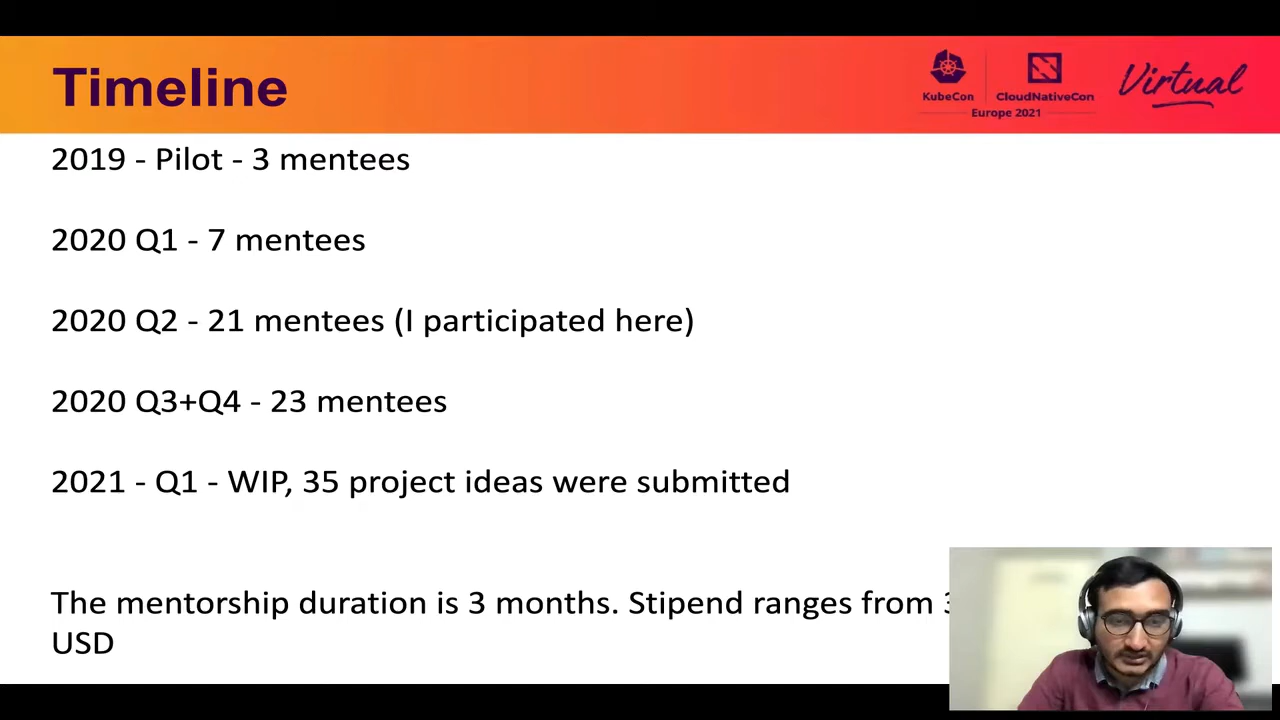 Timeline
KubeCon
CloudNativeCon
Europe 2021
Virtual
2019 - Pilot - 3 mentees
2020 Q1 - 7 mentees
2020 Q2 - 21 mentees (I participated here)
2020 Q3+Q4 - 23 mentees
2021 - Q1 - WIP, 35 project ideas were submitted
The mentorship duration is 3 months. Stipend ranges from
USD